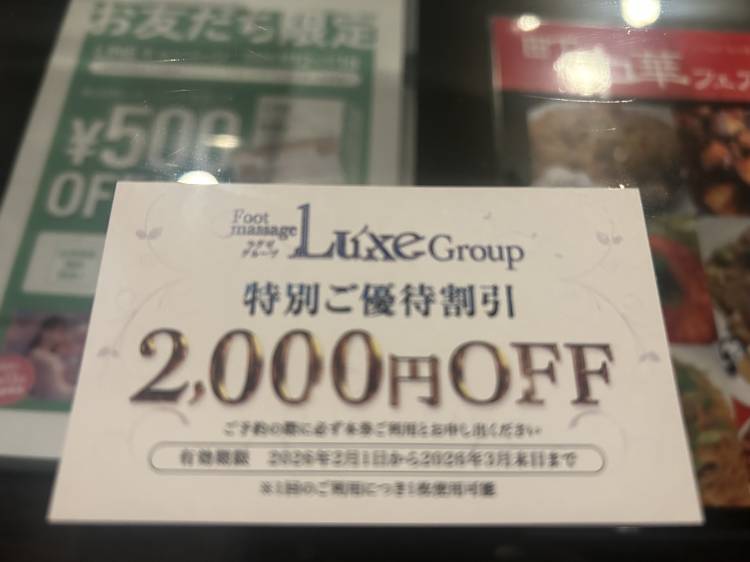 お友だち限定
¥500
OFF
フェ
Foot
massage
ラグゼ
グループ
Luxe Group
特別ご優待割引
2,000円OFF
ご予約の際に必ず本券ご利用とお申し出ください
有効期限 2026年2月1日から2026年3月末日まで
※1回のご利用につき1枚使用可能